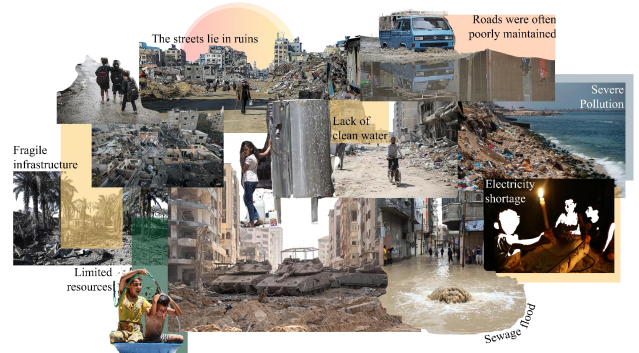 The streets lie in ruins
Roads were often
poorly maintained
Severe
Pollution
Lack of
clean water
Fragile
infrastructure
Electricity
shortage
Limited
resources
Sewage flood